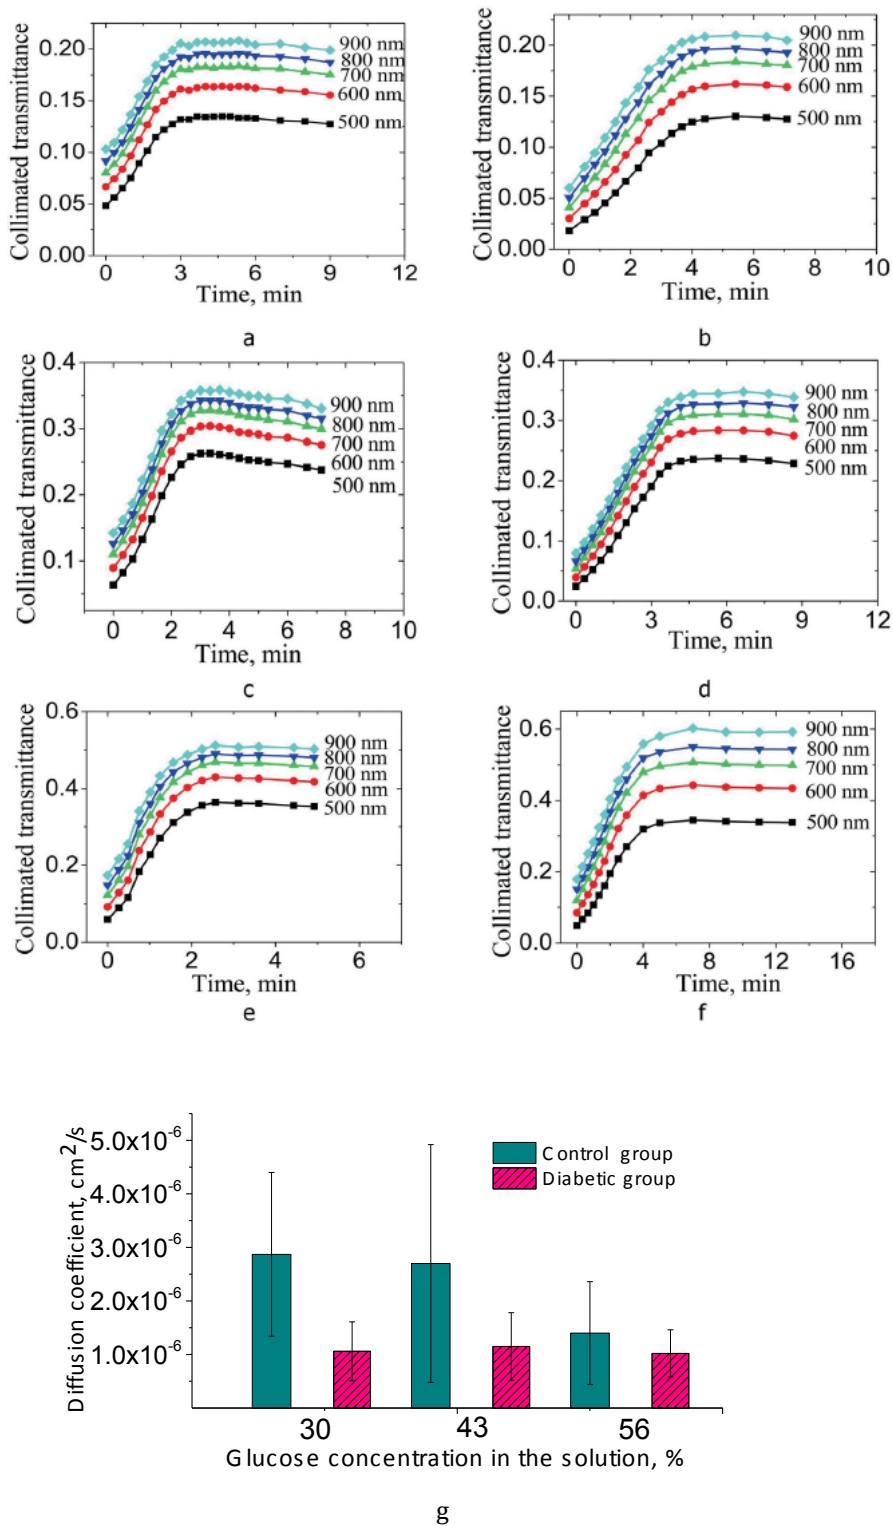 Collimated transmittance
0.20
0.15
0.10
0.05
0.00
900 nm
800 nm
700 nm
600 nm
500 nm
0 3 6 9 12
Time, min
a
Collimated transmittance
0.20
0.15
0.10
0.05
0.00
900 nm
800 nm
700 nm
600 nm
500 nm
0 2 4 6 8 10
Time, min
b
Collimated transmittance
0.4
0.3
0.2
0.1
900 nm
800 nm
700 nm
600 nm
500 nm
0 2 4 6 8 10
Time, min
c
Collimated transmittance
0.4
0.3
0.2
0.1
0.0
900 nm
800 nm
700 nm
600 nm
500 nm
0 3 6 9 12
Time, min
d
Collimated transmittance
0.6
0.4
0.2
0.0
900 nm
800 nm
700 nm
600 nm
500 nm
0 2 4 6
Time, min
e
Collimated transmittance
0.6
0.4
0.2
0.0
900 nm
800 nm
700 nm
600 nm
500 nm
0 4 8 12 16
Time, min
f
Diffusion coefficient, cm²/s
5.0x10⁻⁶
4.0x10⁻⁶
3.0x10⁻⁶
2.0x10⁻⁶
1.0x10⁻⁶
Control group
Diabetic group
30 43 56
Glucose concentration in the solution, %
g